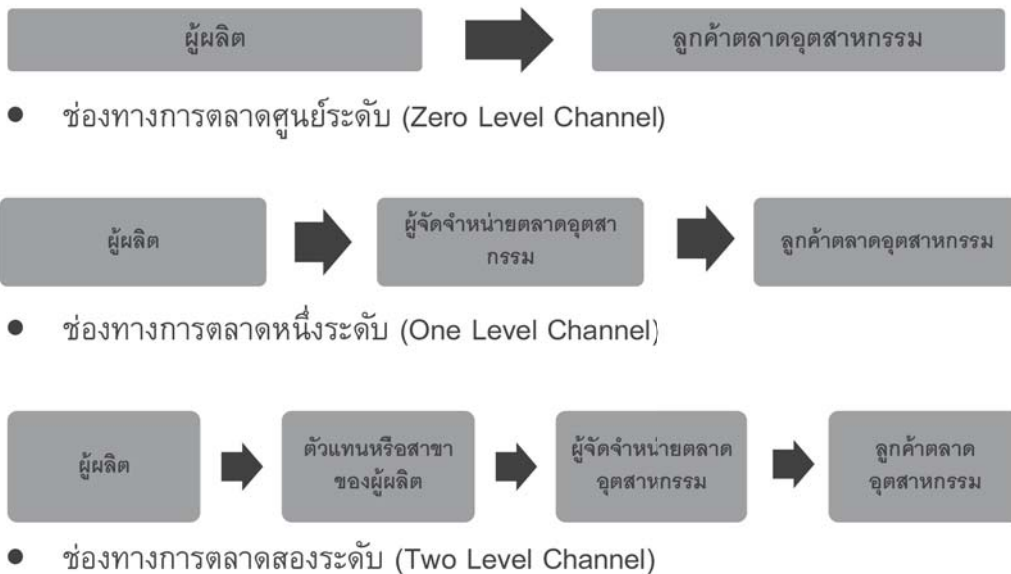 ผู้ผลิต ลูกค้าตลาดอุตสาหกรรม
● ช่องทางการตลาดศูนย์ระดับ (Zero Level Channel)
ผู้ผลิต
ผู้จัดจำหน่ายตลาดอุตสา
กรรม
ลูกค้าตลาดอุตสาหกรรม
● ช่องทางการตลาดหนึ่งระดับ (One Level Channel)
ผู้ผลิต
ตัวแทนหรือสาขา
ของผู้ผลิต
ผู้จัดจำหน่ายตลาด
อุตสาหกรรม
ลูกค้าตลาด
อุตสาหกรรม
● ช่องทางการตลาดสองระดับ (Two Level Channel)